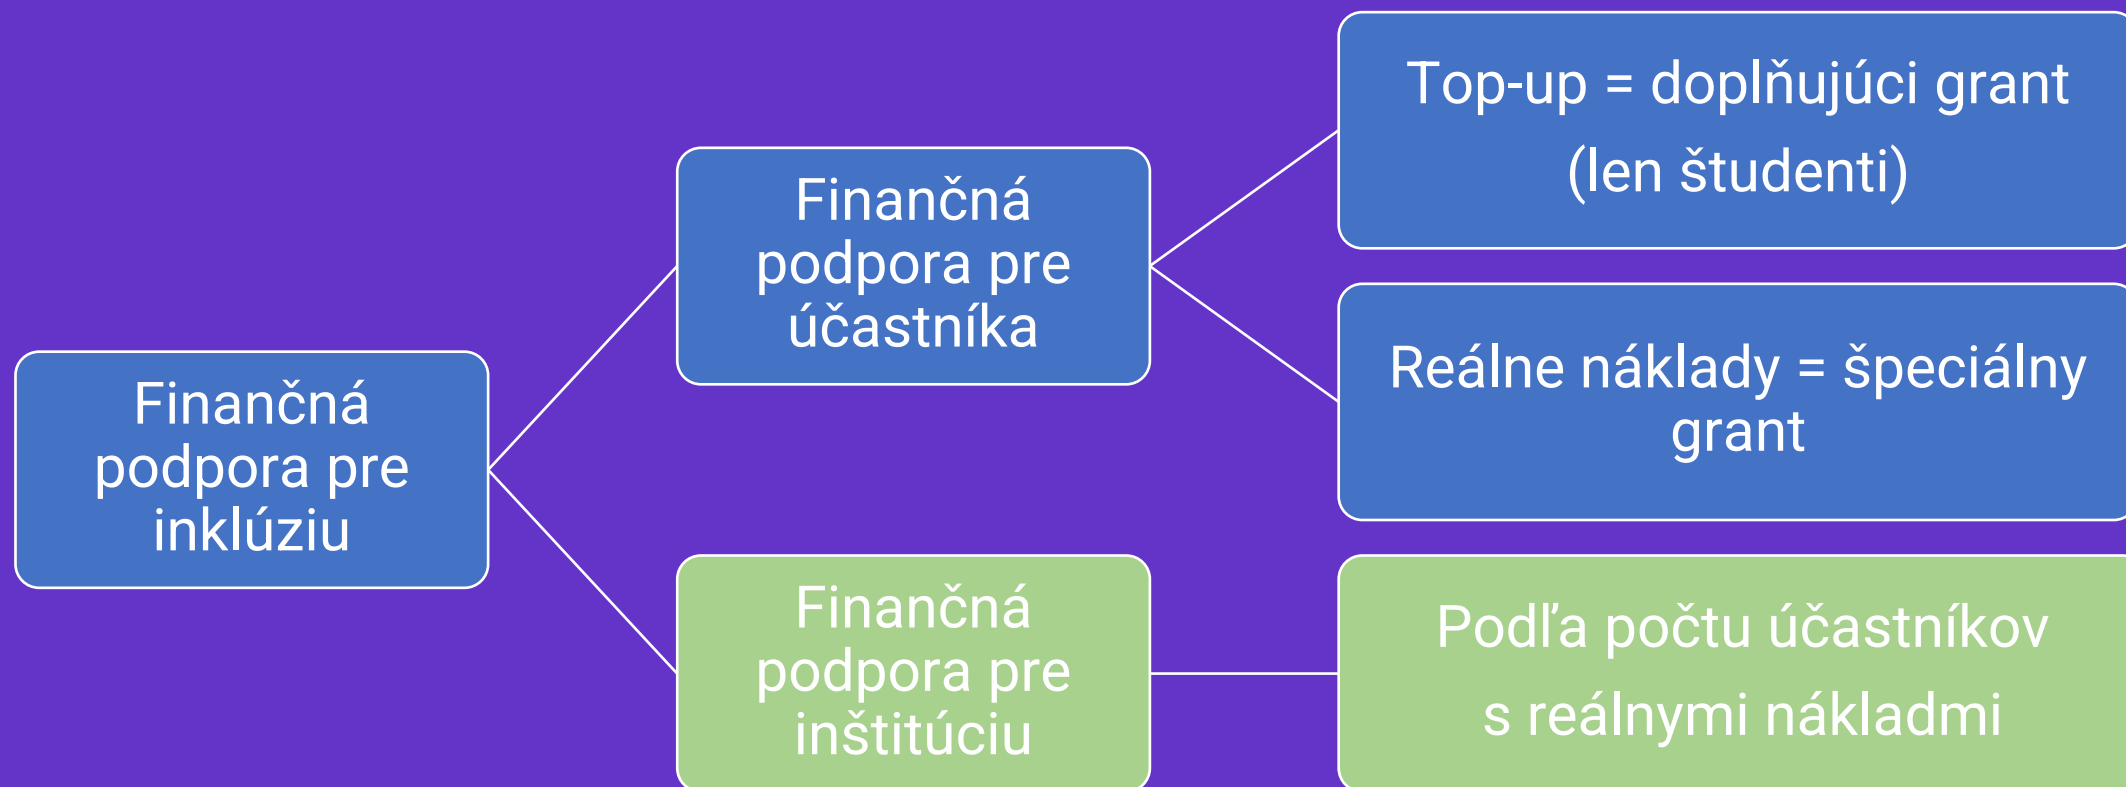 Finančná
podpora pre
inklúziu
Finančná
podpora pre
účastníka
Top-up = doplňujúci grant
(len študenti)
Reálne náklady = špeciálny
grant
Finančná
podpora pre
inštitúciu
Podľa počtu účastníkov
s reálnymi nákladmi